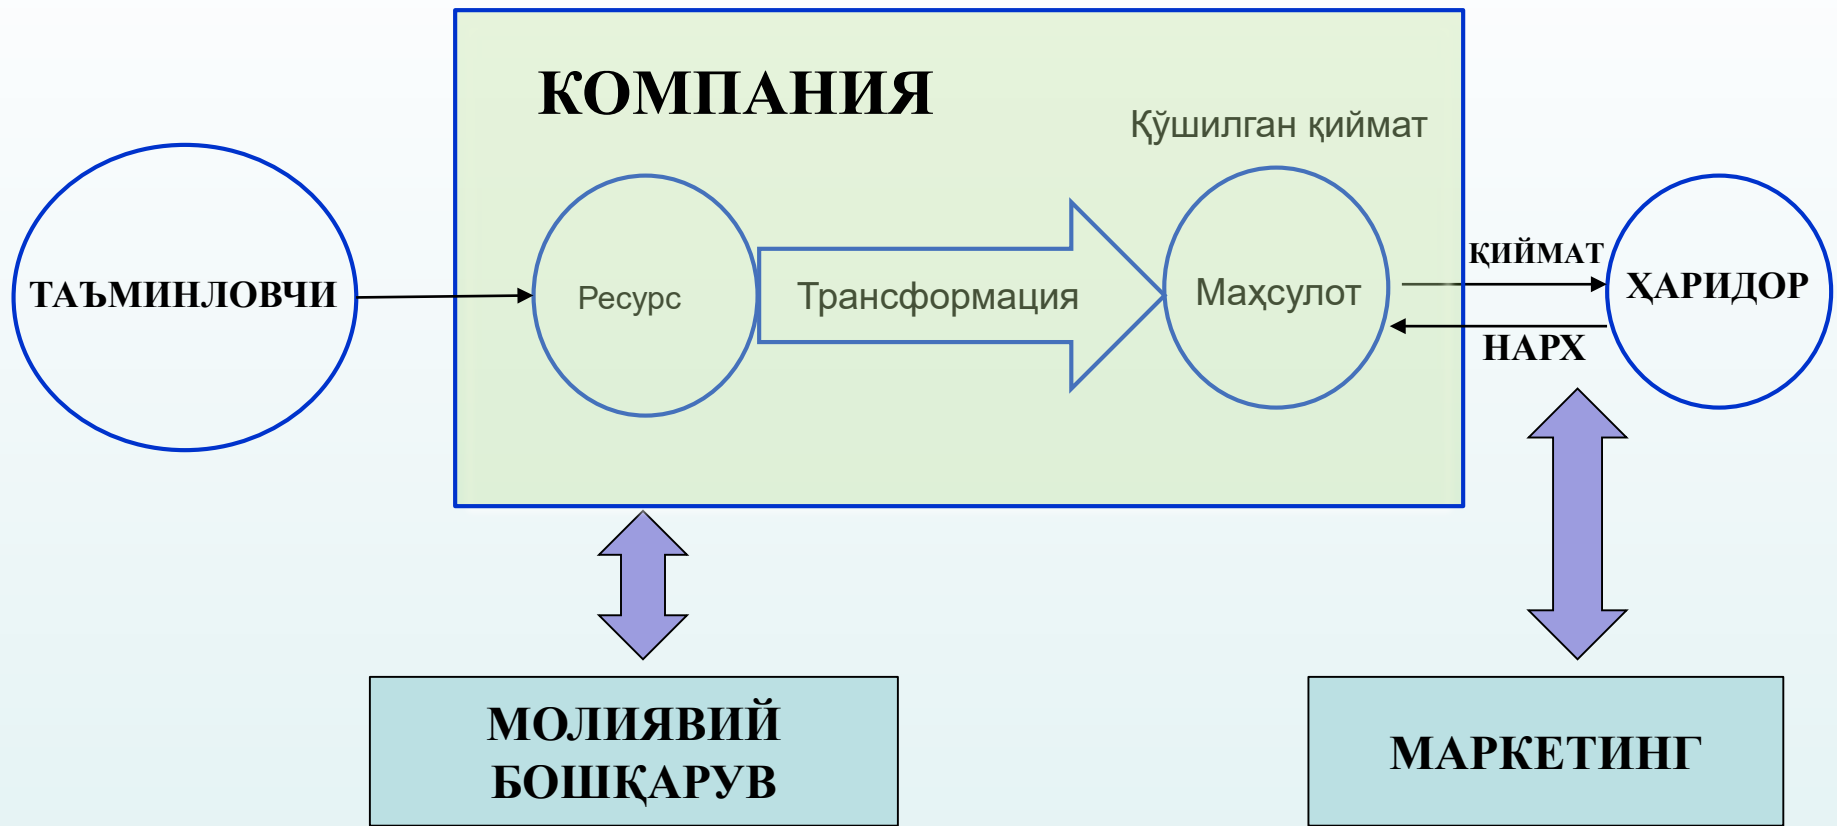 КОМПАНИЯ
Қўшилган қиймат
ТАЪМИНЛОВЧИ
Ресурс
Трансформация
Маҳсулот
ҚИЙМАТ
ҲАРИДОР
НАРХ
МОЛИЯВИЙ
БОШҚАРУВ
МАРКЕТИНГ